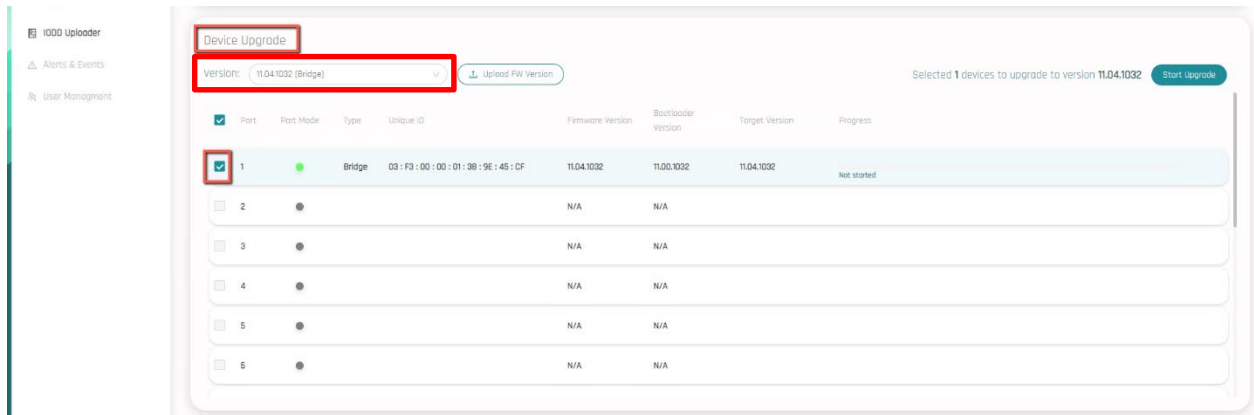 IODD Uploader
Alerts & Events
User Managment
Device Upgrade
Version: 11.04.1032 (Bridge) Upload FW Version Selected 1 devices to upgrade to version 11.04.1032 Start Upgrade
Port Port Mode Type Unique ID Firmware Version Bootloader Version Target Version Progress
1 Bridge 03 : F3 : 00 : 00 : 01 : 38 : 9E : 45 : CF 11.04.1032 11.00.1032 11.04.1032 Not started
2 N/A N/A
3 N/A N/A
4 N/A N/A
5 N/A N/A
6 N/A N/A